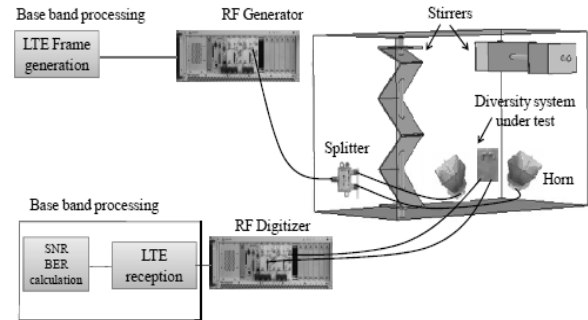 Base band processing
RF Generator
Stirrers
LTE Frame
generation
Diversity system
under test
Splitter
Horn
Base band processing
RF Digitizer
SNR
BER
calculation
LTE
reception